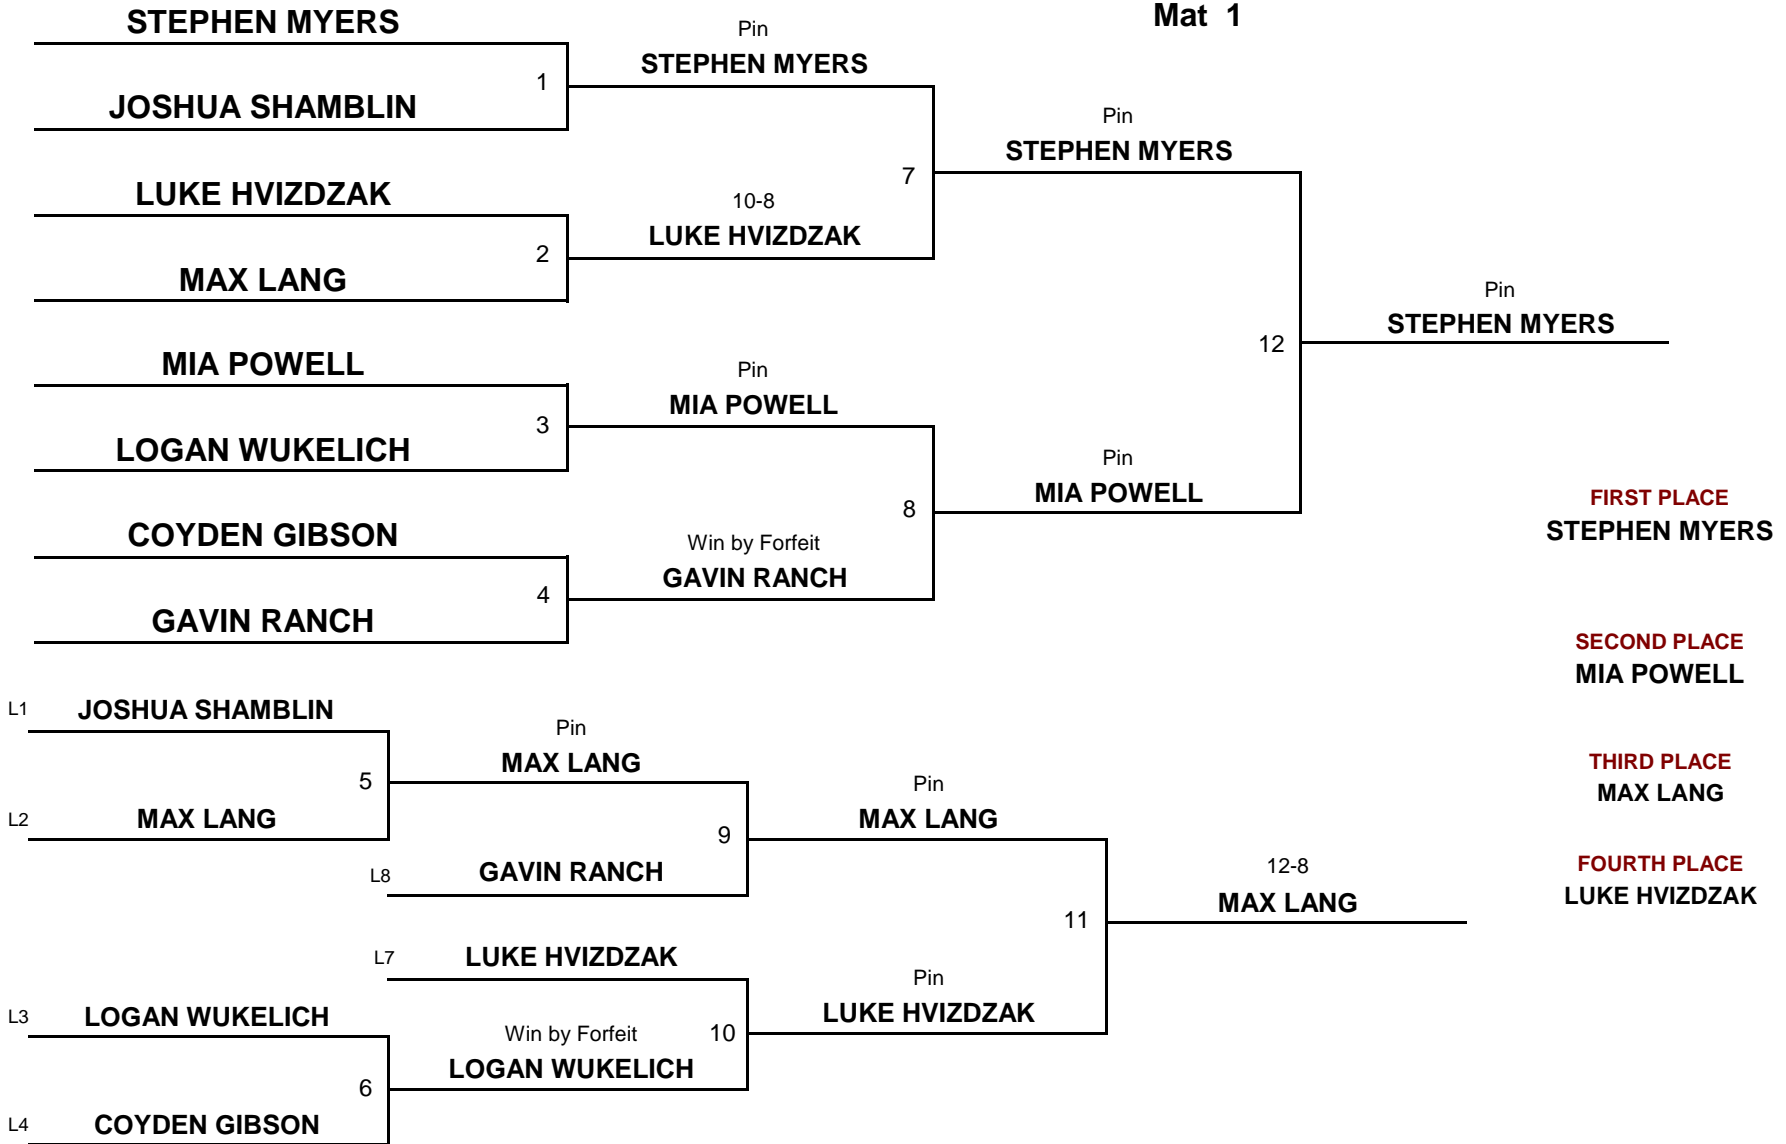 Mat 1
STEPHEN MYERS
1
JOSHUA SHAMBLIN
Pin
STEPHEN MYERS
LUKE HVIZDZAK
2
MAX LANG
10-8
LUKE HVIZDZAK
7
Pin
STEPHEN MYERS
MIA POWELL
3
LOGAN WUKELICH
Pin
MIA POWELL
COYDEN GIBSON
4
GAVIN RANCH
Win by Forfeit
GAVIN RANCH
8
Pin
MIA POWELL
12
Pin
STEPHEN MYERS
FIRST PLACE
STEPHEN MYERS
SECOND PLACE
MIA POWELL
THIRD PLACE
MAX LANG
FOURTH PLACE
LUKE HVIZDZAK
L1 JOSHUA SHAMBLIN
5
L2 MAX LANG
Pin
MAX LANG
9
L8 GAVIN RANCH
Pin
MAX LANG
L7 LUKE HVIZDZAK
L3 LOGAN WUKELICH
6
L4 COYDEN GIBSON
Win by Forfeit
LOGAN WUKELICH
10
Pin
LUKE HVIZDZAK
11
12-8
MAX LANG